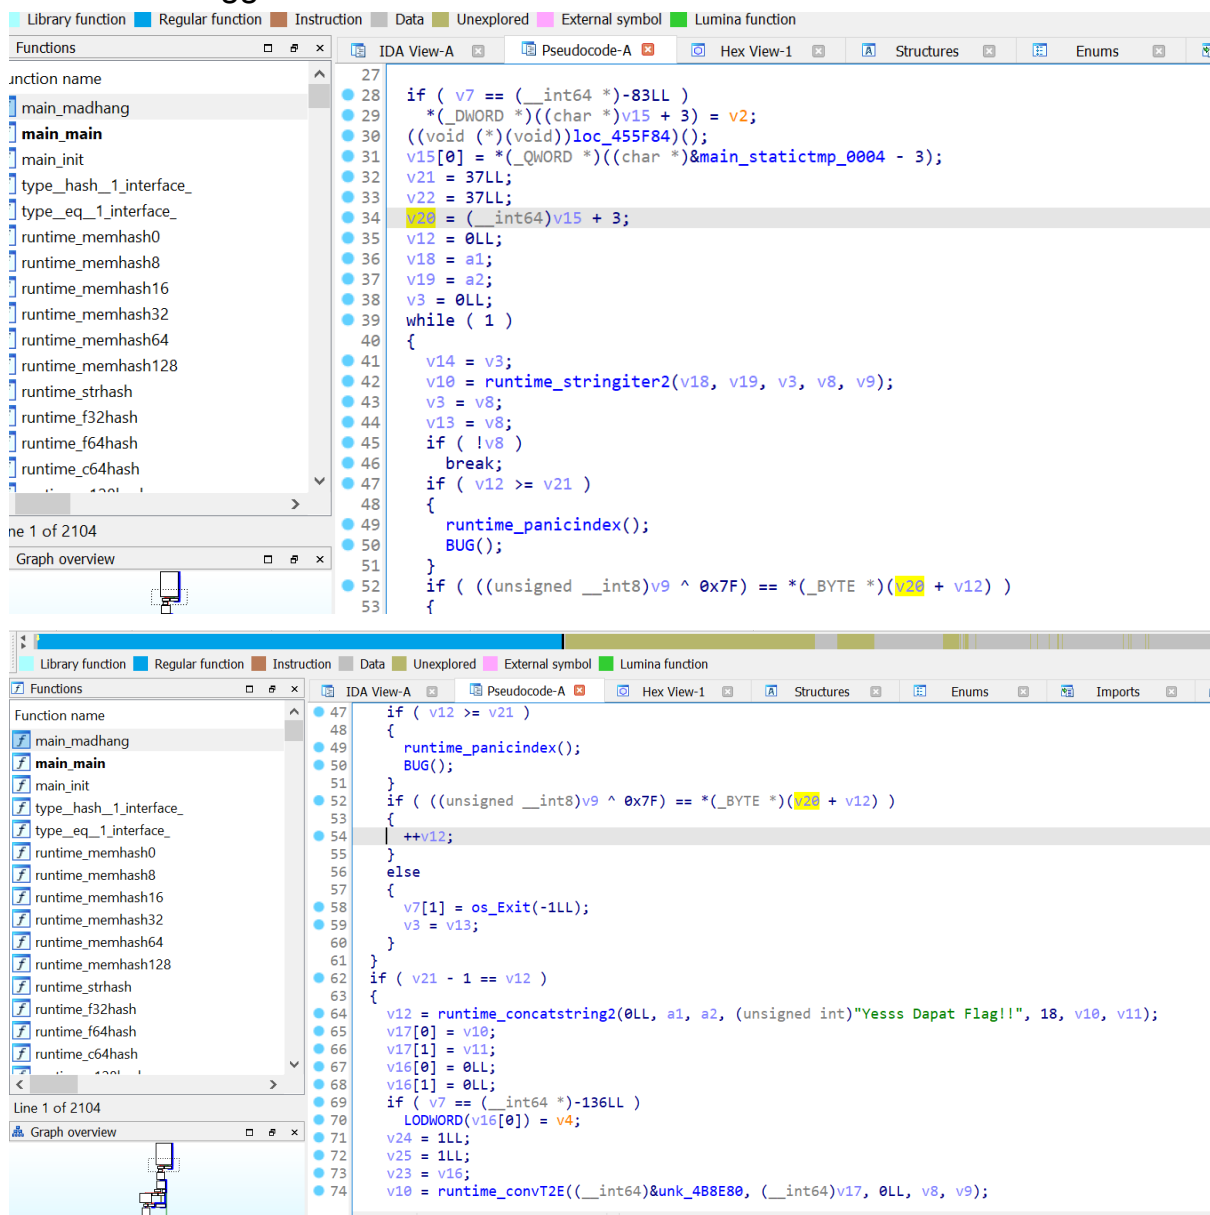 Library function Regular function Instruction Data Unexplored External symbol Lumina function
Functions
IDA View-A Pseudocode-A Hex View-1 Structures Enums
unction name
main_madhang
main_main
main_init
type__hash__1_interface_
type__eq__1_interface_
runtime_memhash0
runtime_memhash8
runtime_memhash16
runtime_memhash32
runtime_memhash64
runtime_memhash128
runtime_strhash
runtime_f32hash
runtime_f64hash
runtime_c64hash
ne 1 of 2104
Graph overview
27
28 if ( v7 == (__int64 *)-83LL )
29 *(_DWORD *)((char *)v15 + 3) = v2;
30 ((void (*)(void))loc_455F84)();
31 v15[0] = *(_QWORD *)((char *)&main_statictmp_0004 - 3);
32 v21 = 37LL;
33 v22 = 37LL;
34 v20 = (__int64)v15 + 3;
35 v12 = 0LL;
36 v18 = a1;
37 v19 = a2;
38 v3 = 0LL;
39 while ( 1 )
40 {
41 v14 = v3;
42 v10 = runtime_stringiter2(v18, v19, v3, v8, v9);
43 v3 = v8;
44 v13 = v8;
45 if ( !v8 )
46 break;
47 if ( v12 >= v21 )
48 {
49 runtime_panicindex();
50 BUG();
51 }
52 if ( ((unsigned __int8)v9 ^ 0x7F) == *(_BYTE *)(v20 + v12) )
53 {
Library function Regular function Instruction Data Unexplored External symbol Lumina function
Functions
IDA View-A Pseudocode-A Hex View-1 Structures Enums Imports
Function name
main_madhang
main_main
main_init
type__hash__1_interface_
type__eq__1_interface_
runtime_memhash0
runtime_memhash8
runtime_memhash16
runtime_memhash32
runtime_memhash64
runtime_memhash128
runtime_strhash
runtime_f32hash
runtime_f64hash
runtime_c64hash
Line 1 of 2104
Graph overview
47 if ( v12 >= v21 )
48 {
49 runtime_panicindex();
50 BUG();
51 }
52 if ( ((unsigned __int8)v9 ^ 0x7F) == *(_BYTE *)(v20 + v12) )
53 {
54 ++v12;
55 }
56 else
57 {
58 v7[1] = os_Exit(-1LL);
59 v3 = v13;
60 }
61 }
62 if ( v21 - 1 == v12 )
63 {
64 v12 = runtime_concatstring2(0LL, a1, a2, (unsigned int)"Yesss Dapat Flag!!", 18, v10, v11);
65 v17[0] = v10;
66 v17[1] = v11;
67 v16[0] = 0LL;
68 v16[1] = 0LL;
69 if ( v7 == (__int64 *)-136LL )
70 LODWORD(v16[0]) = v4;
71 v24 = 1LL;
72 v25 = 1LL;
73 v23 = v16;
74 v10 = runtime_convT2E((__int64)&unk_4B8E80, (__int64)v17, 0LL, v8, v9);